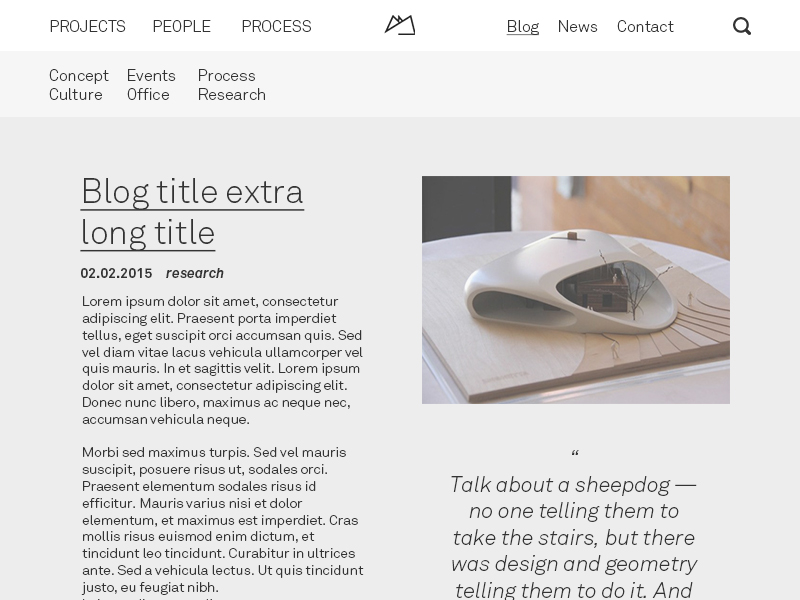 PROJECTS PEOPLE PROCESS Blog News Contact
Concept Events Process
Culture Office Research
Blog title extra
long title
02.02.2015 research
Lorem ipsum dolor sit amet, consectetur
adipiscing elit. Praesent porta imperdiet
tellus, eget suscipit orci accumsan quis. Sed
vel diam vitae lacus vehicula ullamcorper vel
quis mauris. In et sagittis velit. Lorem ipsum
dolor sit amet, consectetur adipiscing elit.
Donec nunc libero, maximus ac neque nec,
accumsan vehicula neque.
Morbi sed maximus turpis. Sed vel mauris
suscipit, posuere risus ut, sodales orci.
Praesent elementum sodales risus id
efficitur. Mauris varius nisi et dolor
elementum, et maximus est imperdiet. Cras
mollis risus euismod enim dictum, et
tincidunt leo tincidunt. Curabitur in ultrices
ante. Sed a vehicula lectus. Ut quis tincidunt
justo, eu feugiat nibh.
“
Talk about a sheepdog —
no one telling them to
take the stairs, but there
was design and geometry
telling them to do it. And